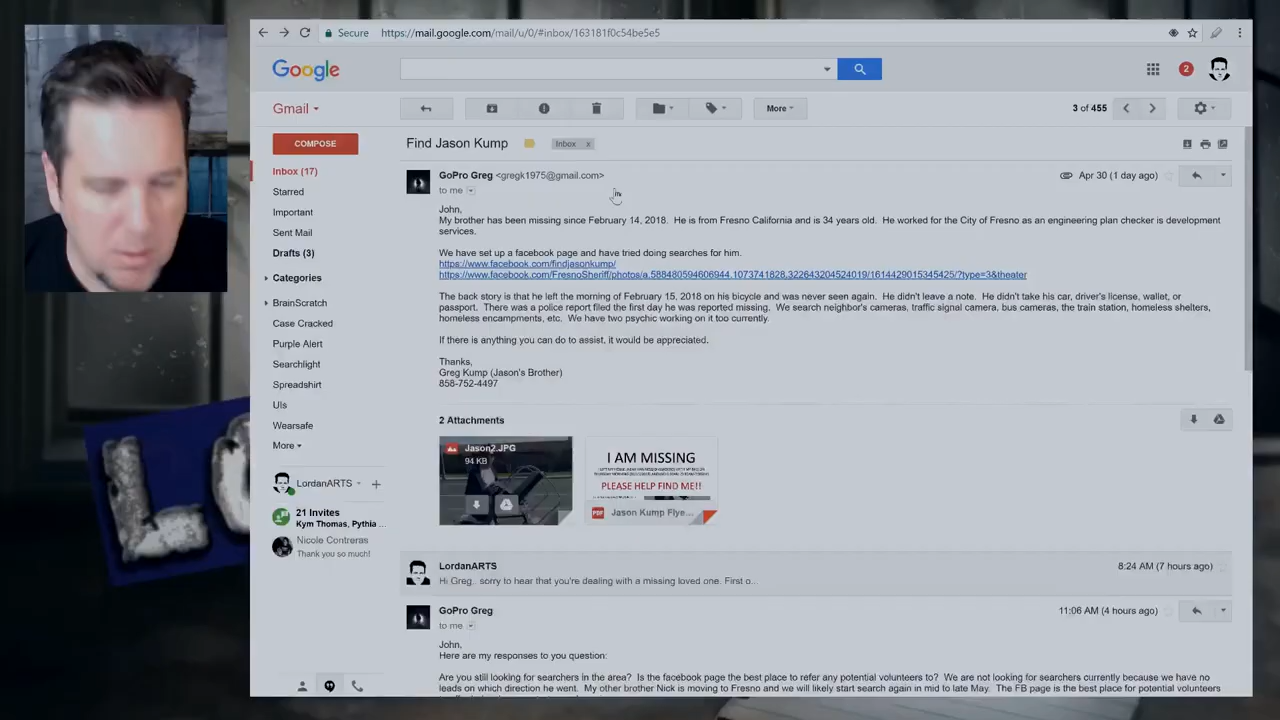 Secure
https://mail.google.com/mail/u/0/#inbox/163181f0c54be5e5
Google
2
Gmail
More
3 of 455
COMPOSE
Find Jason Kump
Inbox x
Inbox (17)
Starred
Important
Sent Mail
Drafts (3)
Categories
BrainScratch
Case Cracked
Purple Alert
Searchlight
Spreadshirt
UIs
Wearsafe
More
LordanARTS
21 Invites
Kym Thomas, Pythia ...
Nicole Contreras
Thank you so much!
GoPro Greg <gregk1975@gmail.com>
Apr 30 (1 day ago)
to me
John,
My brother has been missing since February 14, 2018. He is from Fresno California and is 34 years old. He worked for the City of Fresno as an engineering plan checker is development
services.
We have set up a facebook page and have tried doing searches for him.
https://www.facebook.com/findjasonkump/
https://www.facebook.com/FresnoSheriff/photos/a.588480594606944.1073741828.322643204524019/1614429015345425/?type=3&theater
The back story is that he left the morning of February 15, 2018 on his bicycle and was never seen again. He didn't leave a note. He didn't take his car, driver's license, wallet, or
passport. There was a police report filed the first day he was reported missing. We search neighbor's cameras, traffic signal camera, bus cameras, the train station, homeless shelters,
homeless encampments, etc. We have two psychic working on it too currently.
If there is anything you can do to assist, it would be appreciated.
Thanks,
Greg Kump (Jason's Brother)
858-752-4497
2 Attachments
Jason2.JPG
94 KB
I AM MISSING
PLEASE HELP FIND ME!!
PDF
Jason Kump Flye...
LordanARTS
8:24 AM (7 hours ago)
Hi Greg, sorry to hear that you're dealing with a missing loved one. First o...
GoPro Greg
11:06 AM (4 hours ago)
to me
John,
Here are my responses to you question:
Are you still looking for searchers in the area? Is the facebook page the best place to refer any potential volunteers to? We are not looking for searchers currently because we have no
leads on which direction he went. My other brother Nick is moving to Fresno and we will likely start search again in mid to late May. The FB page is the best place for potential volunteers